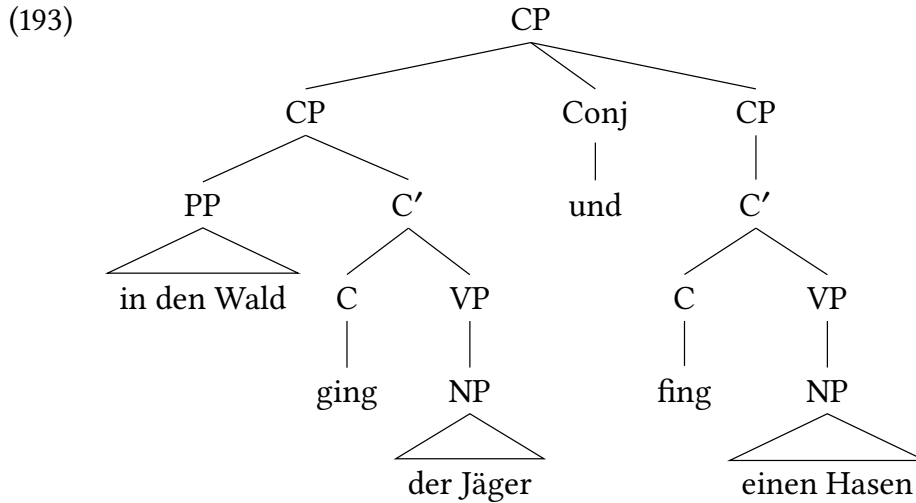 (193) CP
CP Conj CP
PP C′ und C′
in den Wald C VP C VP
ging NP fing NP
der Jäger einen Hasen